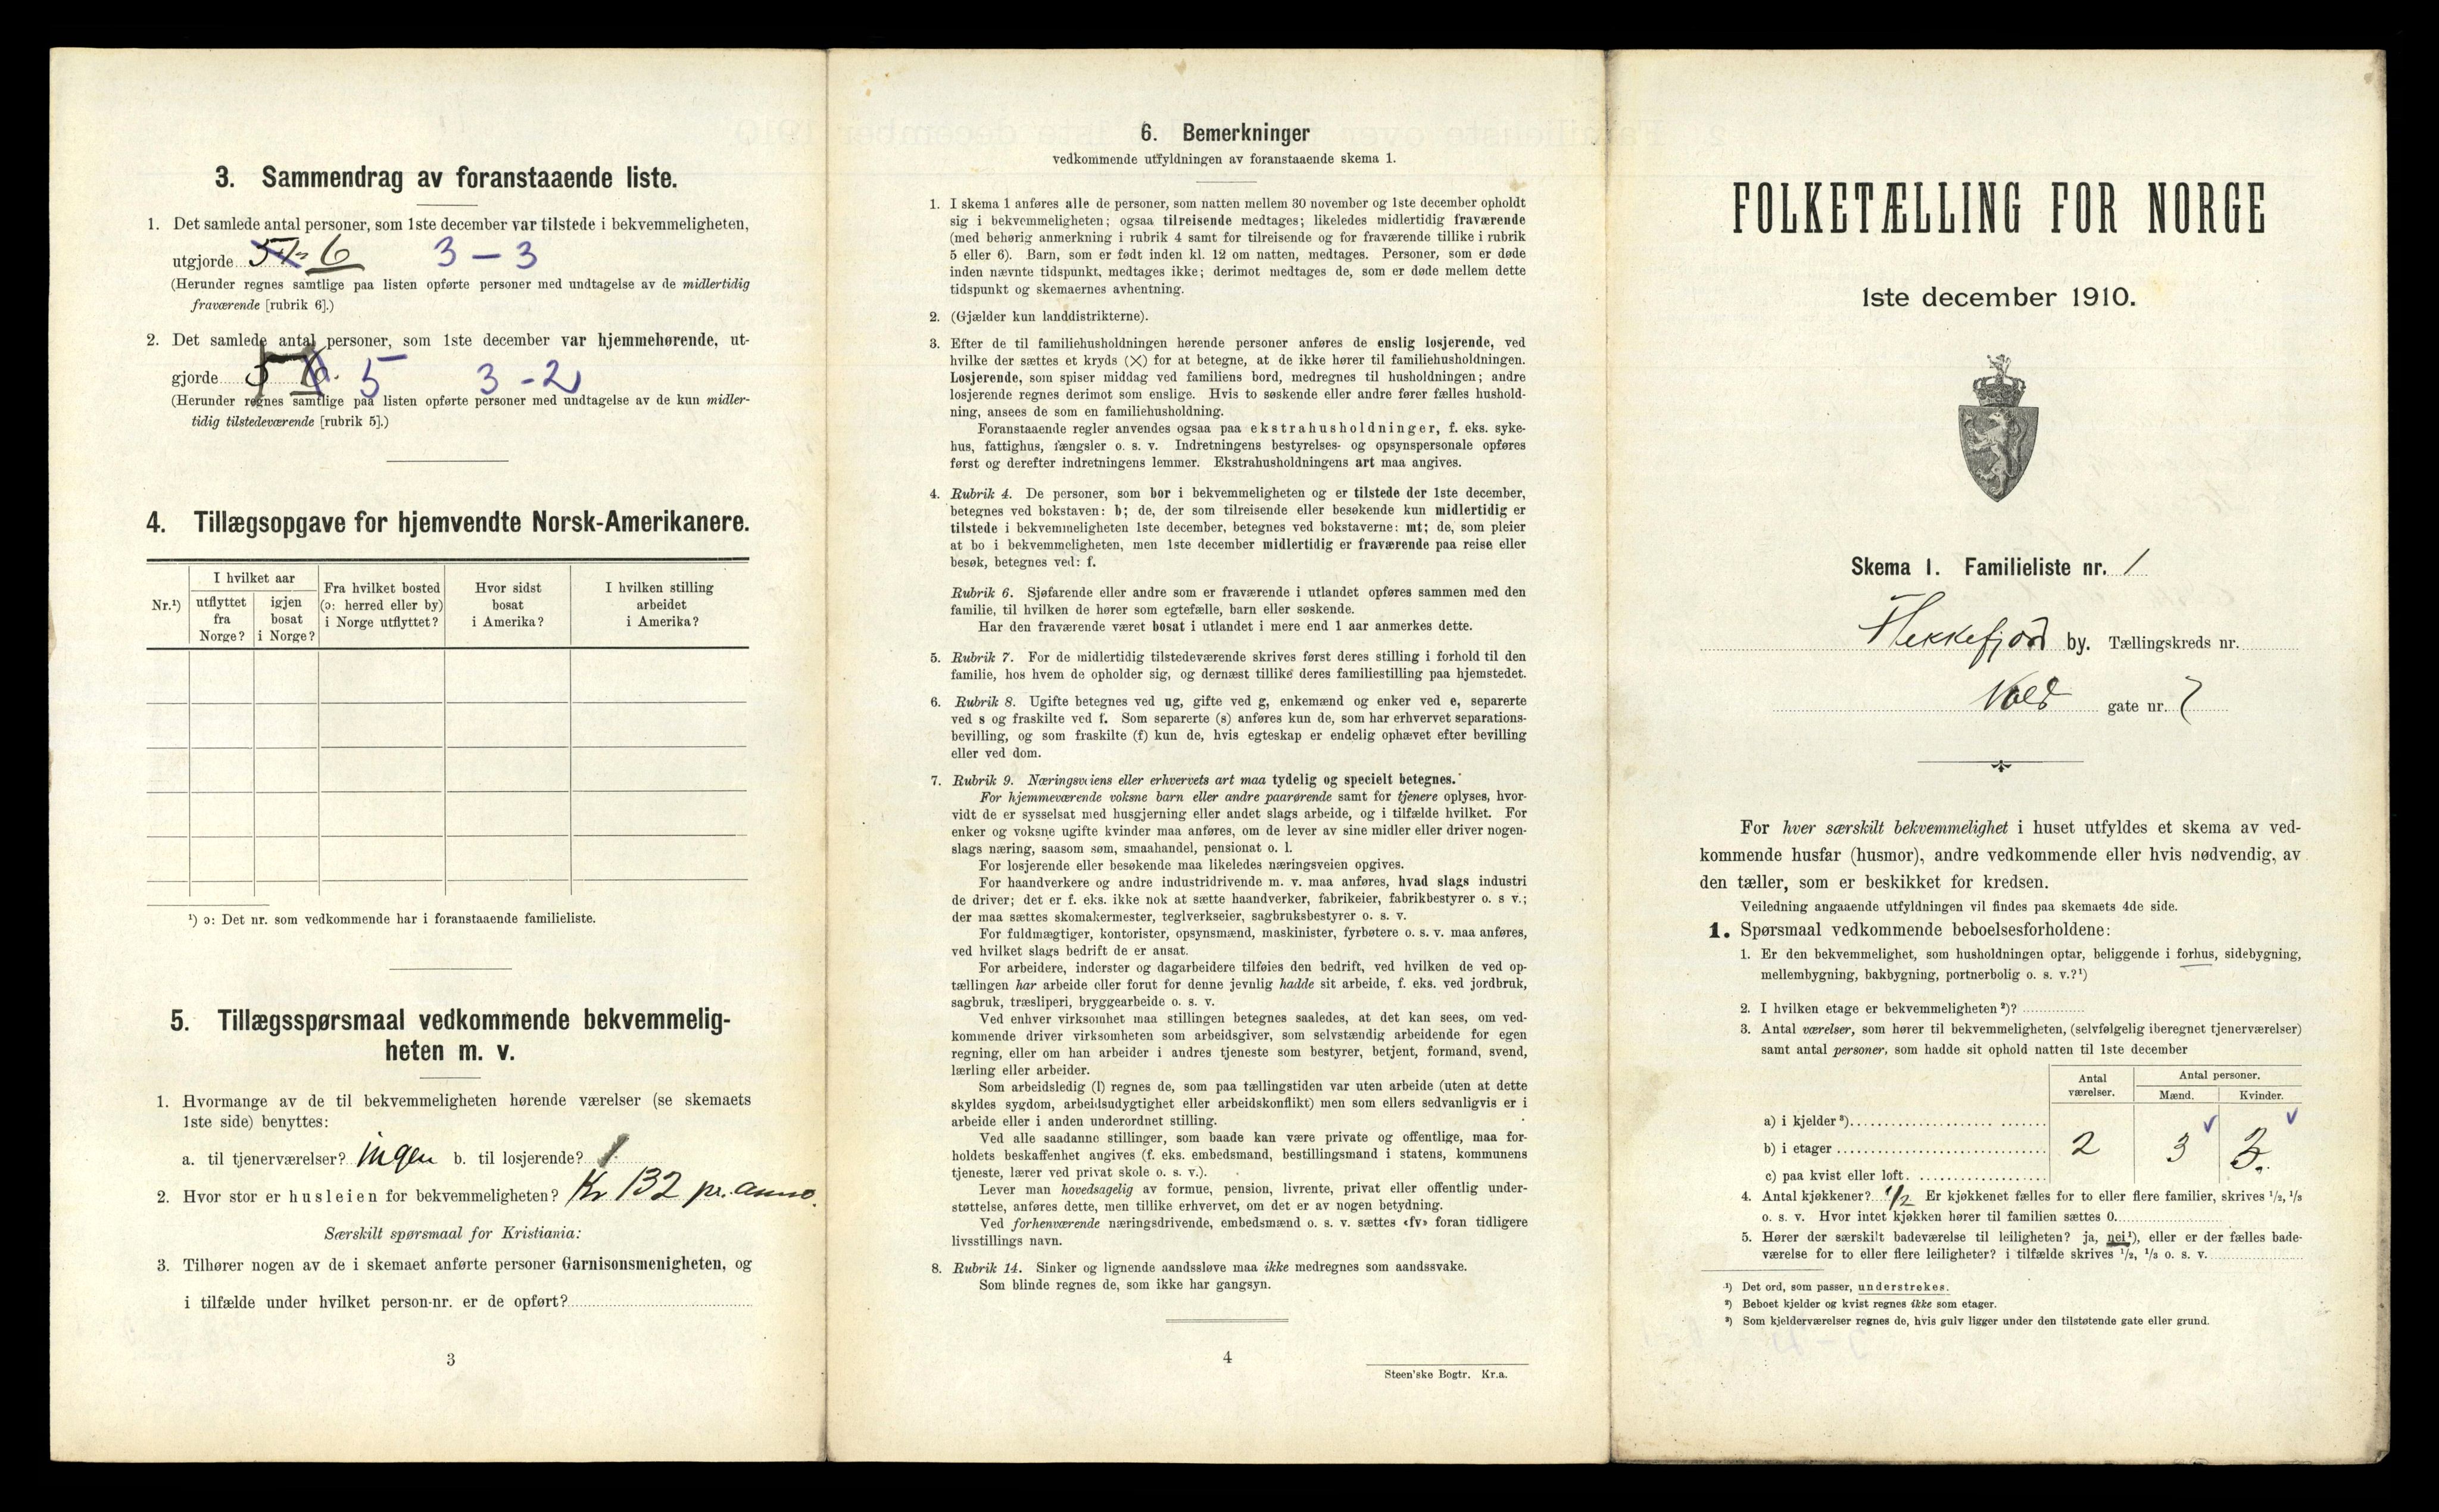 3. Sammendrag av foranstaaende liste.
1. Det samlede antal personer, som 1ste december var tilstede i bekvemmeligheten,
utgjorde 6 3 – 3
(Herunder regnes samtlige paa listen opførte personer med undtagelse av de midlertidig
fraværende [rubrik 6].)
2. Det samlede antal personer, som 1ste december var hjemmehørende, ut-
gjorde 5 3 - 2
(Herunder regnes samtlige paa listen opførte personer med undtagelse av de kun midler-
tidig tilstedeværende [rubrik 5].)
4. Tillægsopgave for hjemvendte Norsk-Amerikanere.
Nr.¹)
I hvilket aar
utflyttet
fra
Norge?
igjen
bosat
i Norge?
Fra hvilket bosted
(ɔ: herred eller by)
i Norge utflyttet?
Hvor sidst
bosat
i Amerika?
I hvilken stilling
arbeidet
i Amerika?
¹) ɔ: Det nr. som vedkommende har i foranstaaende familieliste.
5. Tillægsspørsmaal vedkommende bekvemmelig-
heten m. v.
1. Hvormange av de til bekvemmeligheten hørende værelser (se skemaets
1ste side) benyttes:
a. til tjenerværelser? ingen b. til losjerende? 1
2. Hvor stor er husleien for bekvemmeligheten? Kr 132 pr. anno.
Særskilt spørsmaal for Kristiania:
3. Tilhører nogen av de i skemaet anførte personer Garnisonsmenigheten, og
i tilfælde under hvilket person-nr. er de opført?
3
6. Bemerkninger
vedkommende utfyldningen av foranstaaende skema 1.
1. I skema 1 anføres alle de personer, som natten mellem 30 november og 1ste december opholdt
sig i bekvemmeligheten; ogsaa tilreisende medtages; likeledes midlertidig fraværende
(med behørig anmerkning i rubrik 4 samt for tilreisende og for fraværende tillike i rubrik
5 eller 6). Barn, som er født inden kl. 12 om natten, medtages. Personer, som er døde
inden nævnte tidspunkt, medtages ikke; derimot medtages de, som er døde mellem dette
tidspunkt og skemaernes avhentning.
2. (Gjælder kun landdistrikterne).
3. Efter de til familiehusholdningen hørende personer anføres de enslig losjerende, ved
hvilke der sættes et kryds (X) for at betegne, at de ikke hører til familiehusholdningen.
Losjerende, som spiser middag ved familiens bord, medregnes til husholdningen; andre
losjerende regnes derimot som enslige. Hvis to søskende eller andre fører fælles hushold-
ning, ansees de som en familiehusholdning.
Foranstaaende regler anvendes ogsaa paa ekstrahusholdninger, f. eks. syke-
hus, fattighus, fængsler o. s. v. Indretningens bestyrelses- og opsynspersonale opføres
først og derefter indretningens lemmer. Ekstrahusholdningens art maa angives.
4. Rubrik 4. De personer, som bor i bekvemmeligheten og er tilstede der 1ste december,
betegnes ved bokstaven: b; de, der som tilreisende eller besøkende kun midlertidig er
tilstede i bekvemmeligheten 1ste december, betegnes ved bokstaverne: mt; de, som pleier
at bo i bekvemmeligheten, men 1ste december midlertidig er fraværende paa reise eller
besøk, betegnes ved: f.
Rubrik 6. Sjøfarende eller andre som er fraværende i utlandet opføres sammen med den
familie, til hvilken de hører som egtefælle, barn eller søskende.
Har den fraværende været bosat i utlandet i mere end 1 aar anmerkes dette.
5. Rubrik 7. For de midlertidig tilstedeværende skrives først deres stilling i forhold til den
familie, hos hvem de opholder sig, og dernæst tillike deres familiestilling paa hjemstedet.
6. Rubrik 8. Ugifte betegnes ved ug, gifte ved g, enkemænd og enker ved e, separerte
ved s og fraskilte ved f. Som separerte (s) anføres kun de, som har erhvervet separations-
bevilling, og som fraskilte (f) kun de, hvis egteskap er endelig ophævet efter bevilling
eller ved dom.
7. Rubrik 9. Næringsveiens eller erhvervets art maa tydelig og specielt betegnes.
For hjemmeværende voksne barn eller andre paarørende samt for tjenere oplyses, hvor-
vidt de er sysselsat med husgjerning eller andet slags arbeide, og i tilfælde hvilket. For
enker og voksne ugifte kvinder maa anføres, om de lever av sine midler eller driver nogen-
slags næring, saasom søm, smaahandel, pensionat o. l.
For losjerende eller besøkende maa likeledes næringsveien opgives.
For haandverkere og andre industridrivende m. v. maa anføres, hvad slags industri
de driver; det er f. eks. ikke nok at sætte haandverker, fabrikeier, fabrikbestyrer o. s v.;
der maa sættes skomakermester, teglverkseier, sagbruksbestyrer o. s. v.
For fuldmægtiger, kontorister, opsynsmænd, maskinister, fyrbøtere o. s. v. maa anføres,
ved hvilket slags bedrift de er ansat.
For arbeidere, inderster og dagarbeidere tilføies den bedrift, ved hvilken de ved op-
tællingen har arbeide eller forut for denne jevnlig hadde sit arbeide, f. eks. ved jordbruk,
sagbruk, træsliperi, bryggearbeide o. s. v.
Ved enhver virksomhet maa stillingen betegnes saaledes, at det kan sees, om ved-
kommende driver virksomheten som arbeidsgiver, som selvstændig arbeidende for egen
regning, eller om han arbeider i andres tjeneste som bestyrer, betjent, formand, svend,
lærling eller arbeider.
Som arbeidsledig (l) regnes de, som paa tællingstiden var uten arbeide (uten at dette
skyldes sygdom, arbeidsudygtighet eller arbeidskonflikt) men som ellers sedvanligvis er i
arbeide eller i anden underordnet stilling.
Ved alle saadanne stillinger, som baade kan være private og offentlige, maa for-
holdets beskaffenhet angives (f. eks. embedsmand, bestillingsmand i statens, kommunens
tjeneste, lærer ved privat skole o. s. v.).
Lever man hovedsagelig av formue, pension, livrente, privat eller offentlig under-
støttelse, anføres dette, men tillike erhvervet, om det er av nogen betydning.
Ved forhenværende næringsdrivende, embedsmænd o. s. v. sættes «fv» foran tidligere
livsstillings navn.
8. Rubrik 14. Sinker og lignende aandssløve maa ikke medregnes som aandssvake.
Som blinde regnes de, som ikke har gangsyn.
4
Steen'ske Bogtr. Kr.a.
FOLKETÆLLING FOR NORGE
1ste december 1910.
Skema 1. Familieliste nr. 1
Flekkefjord by. Tællingskreds nr.
Vold gate nr. 7
For hver særskilt bekvemmelighet i huset utfyldes et skema av ved-
kommende husfar (husmor), andre vedkommende eller hvis nødvendig, av
den tæller, som er beskikket for kredsen.
Veiledning angaaende utfyldningen vil findes paa skemaets 4de side.
1. Spørsmaal vedkommende beboelsesforholdene:
1. Er den bekvemmelighet, som husholdningen optar, beliggende i forhus, sidebygning,
mellembygning, bakbygning, portnerbolig o. s. v.?¹)
2. I hvilken etage er bekvemmeligheten²)?
3. Antal værelser, som hører til bekvemmeligheten, (selvfølgelig iberegnet tjenerværelser)
samt antal personer, som hadde sit ophold natten til 1ste december
Antal
værelser.
Antal personer.
Mænd. Kvinder.
a) i kjelder³)
b) i etager 2 3 3.
c) paa kvist eller loft.
4. Antal kjøkkener? 1/2 Er kjøkkenet fælles for to eller flere familier, skrives ¹/₂, ¹/₃
o. s. v. Hvor intet kjøkken hører til familien sættes 0.
5. Hører der særskilt badeværelse til leiligheten? ja, nei¹), eller er der fælles bade-
værelse for to eller flere leiligheter? i tilfælde skrives ¹/₂, ¹/₃ o. s. v.
¹) Det ord, som passer, understrekes.
²) Beboet kjelder og kvist regnes ikke som etager.
³) Som kjelderværelser regnes de, hvis gulv ligger under den tilstøtende gate eller grund.